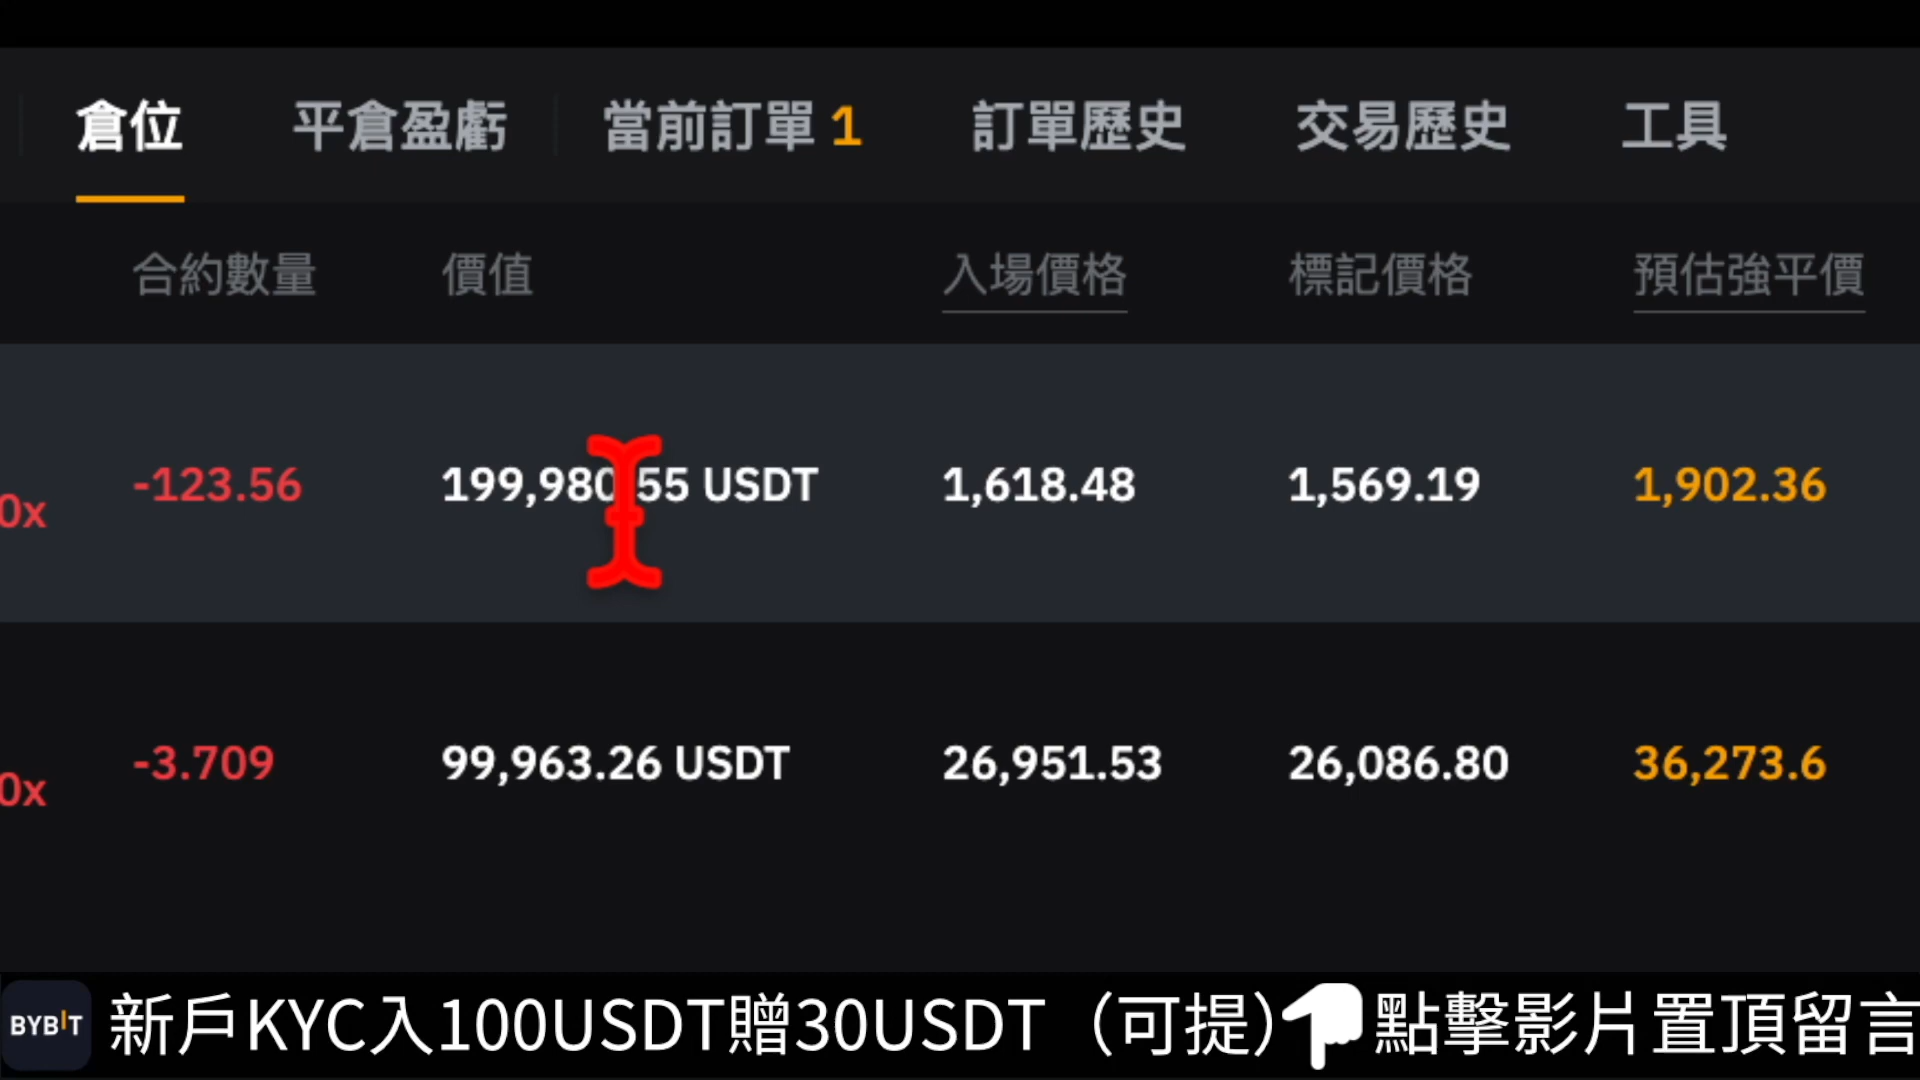 倉位 平倉盈虧 當前訂單 1 訂單歷史 交易歷史 工具
合約數量 價值 入場價格 標記價格 預估強平價
0x -123.56 199,980.55 USDT 1,618.48 1,569.19 1,902.36
0x -3.709 99,963.26 USDT 26,951.53 26,086.80 36,273.6
BYBIT 新戶KYC入100USDT贈30USDT（可提）點擊影片置頂留言